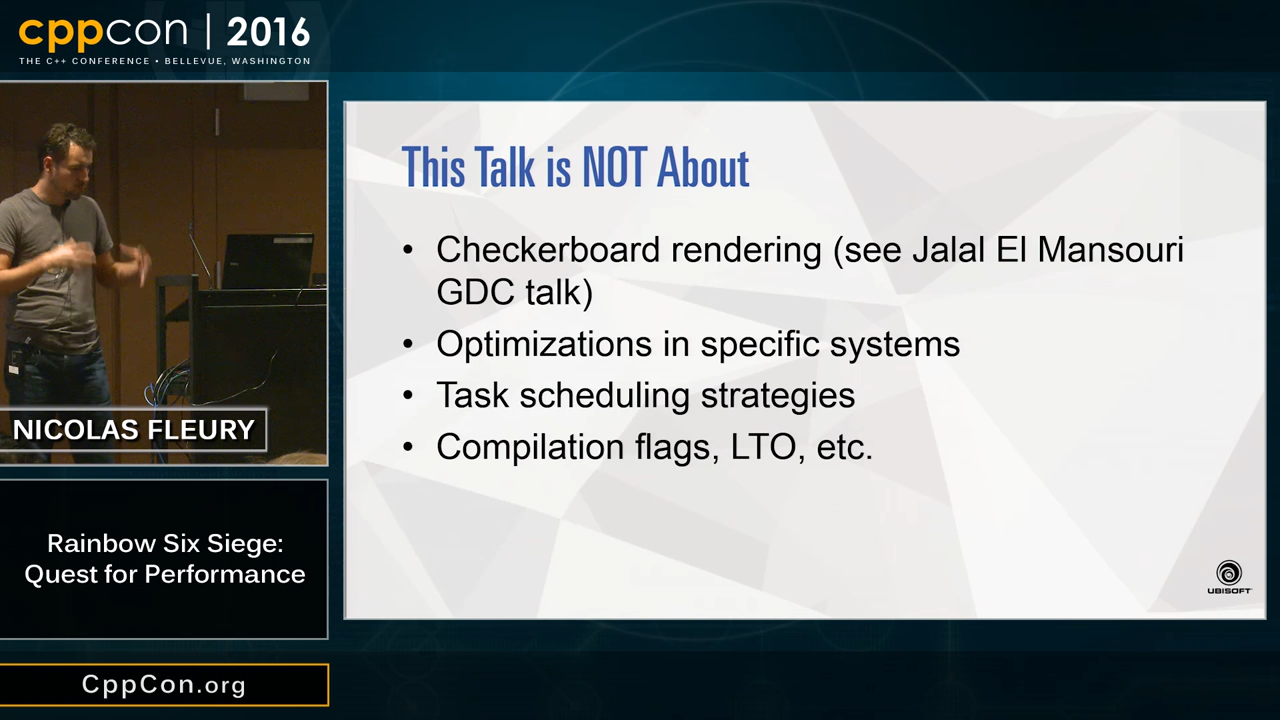 cppcon | 2016
THE C++ CONFERENCE • BELLEVUE, WASHINGTON
NICOLAS FLEURY
Rainbow Six Siege:
Quest for Performance
CppCon.org
This Talk is NOT About
• Checkerboard rendering (see Jalal El Mansouri
GDC talk)
• Optimizations in specific systems
• Task scheduling strategies
• Compilation flags, LTO, etc.
UBISOFT